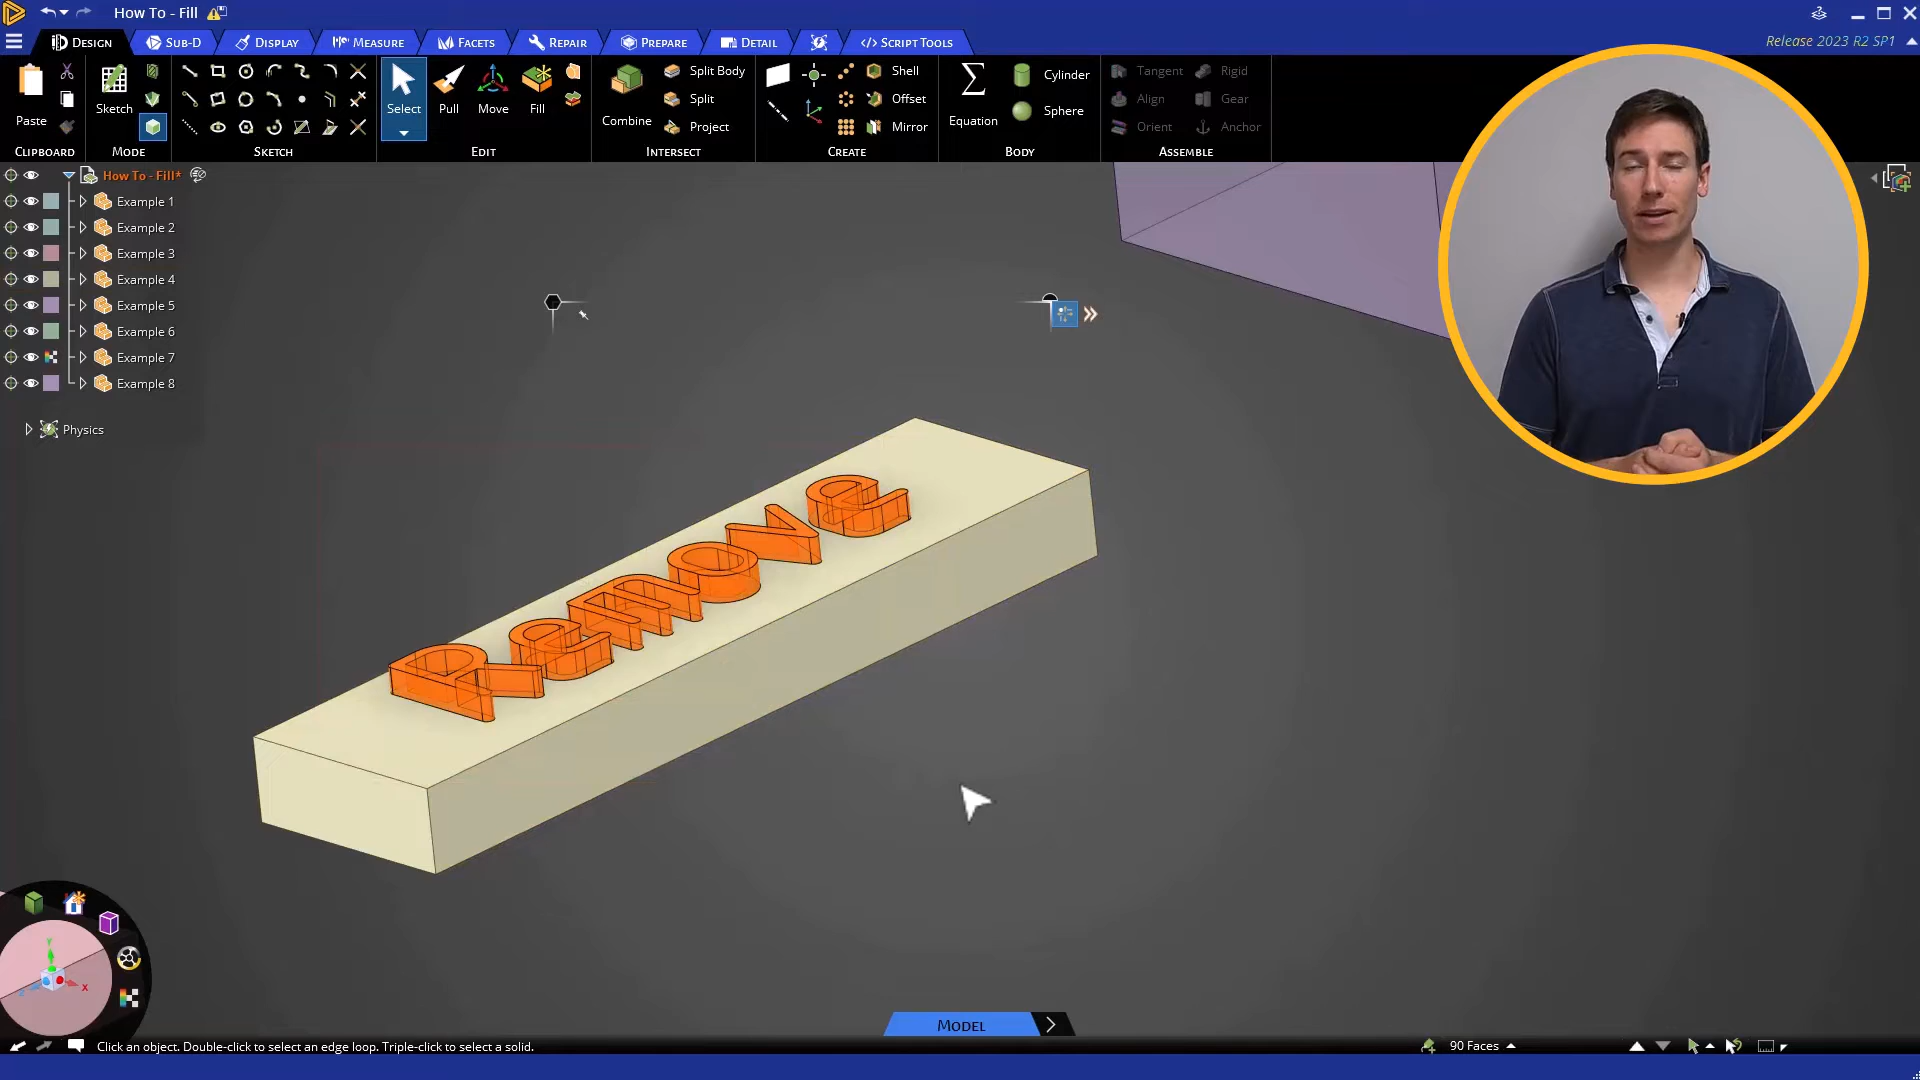 How To - Fill
Design
Sub-D
Display
Measure
Facets
Repair
Prepare
Detail
</> Script Tools
Release 2023 R2 SP1
Paste
Clipboard
Sketch
Mode
Sketch
Select
Pull
Move
Fill
Edit
Combine
Split Body
Split
Project
Intersect
Shell
Offset
Mirror
Create
Equation
Cylinder
Sphere
Body
Tangent
Align
Orient
Rigid
Gear
Anchor
Assemble
How To - Fill*
Example 1
Example 2
Example 3
Example 4
Example 5
Example 6
Example 7
Example 8
Physics
Remove
Y
X
Z
Model
Click an object. Double-click to select an edge loop. Triple-click to select a solid.
90 Faces